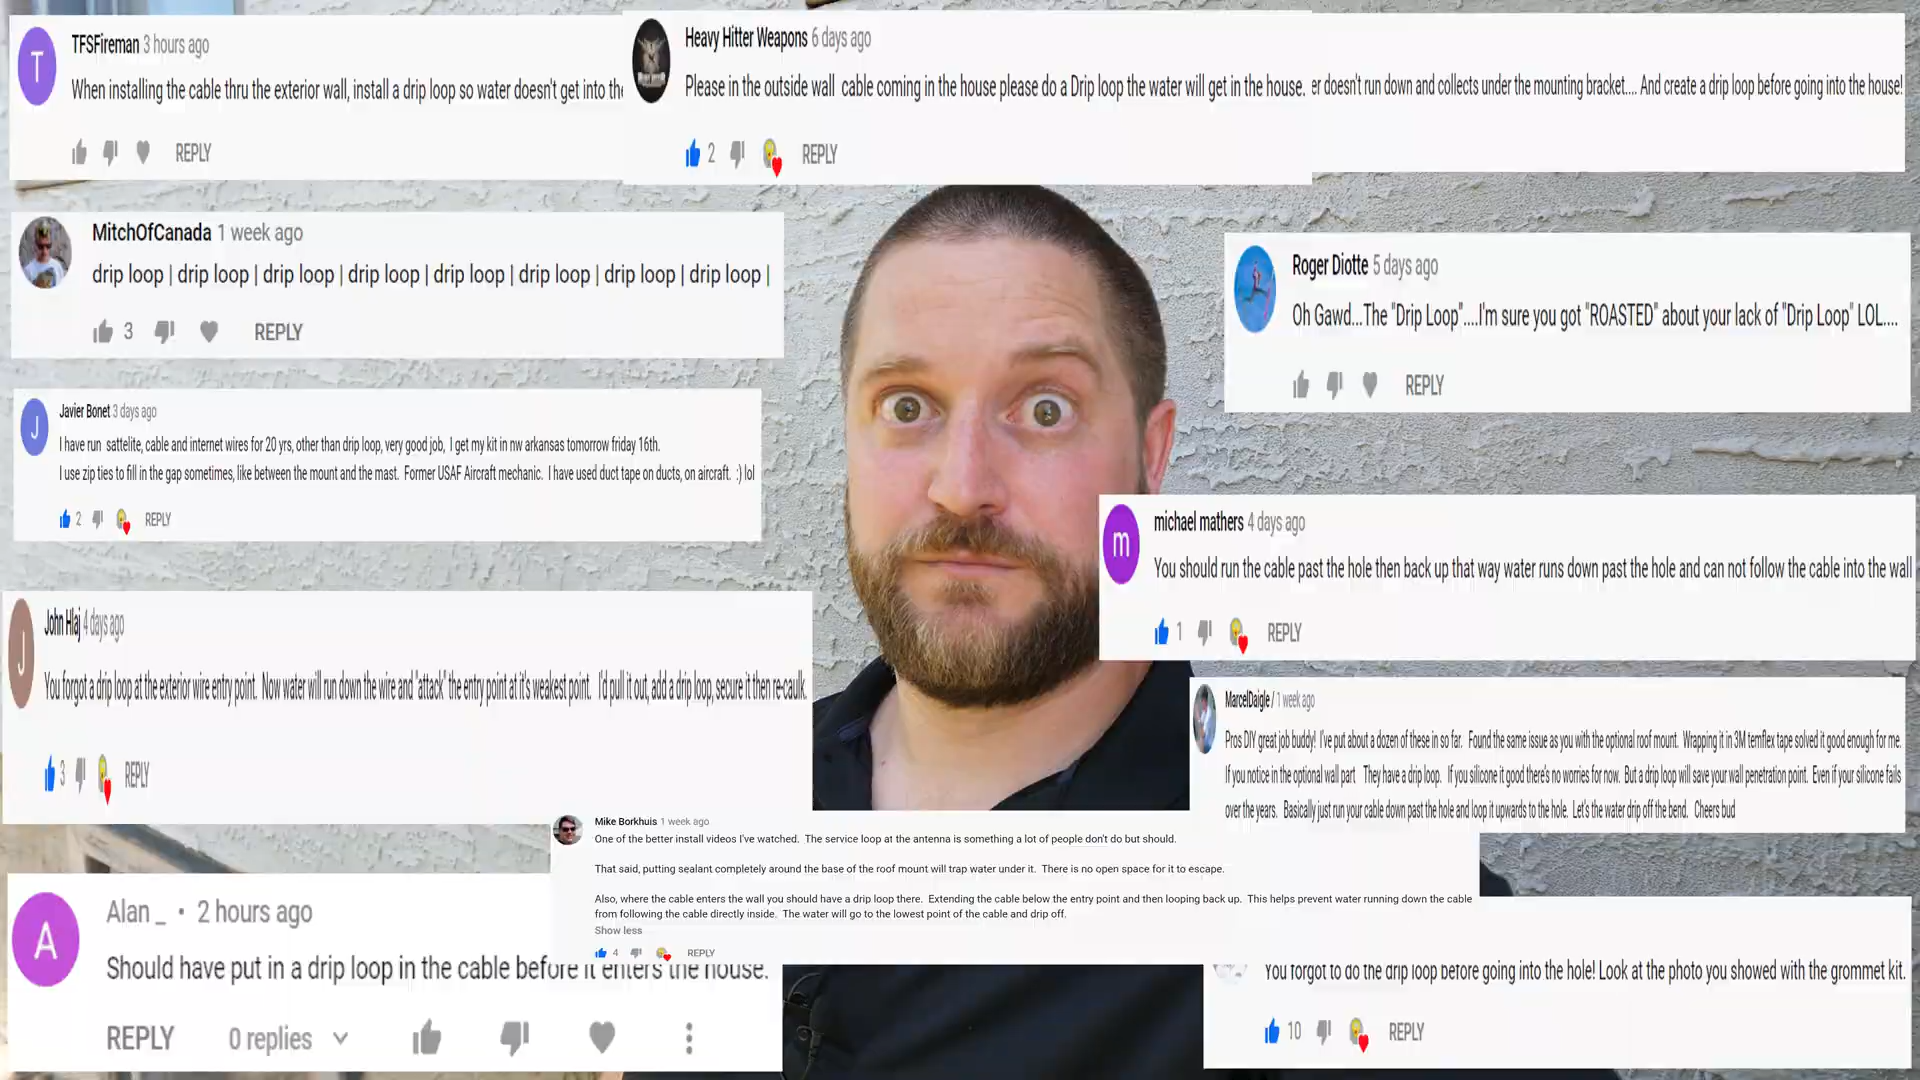 TFSFireman 3 hours ago
When installing the cable thru the exterior wall, install a drip loop so water doesn't get into the
REPLY
Heavy Hitter Weapons 6 days ago
Please in the outside wall cable coming in the house please do a Drip loop the water will get in the house.
2 REPLY
er doesn't run down and collects under the mounting bracket.... And create a drip loop before going into the house!
MitchOfCanada 1 week ago
drip loop | drip loop | drip loop | drip loop | drip loop | drip loop | drip loop | drip loop |
3 REPLY
Roger Diotte 5 days ago
Oh Gawd...The "Drip Loop"....I'm sure you got "ROASTED" about your lack of "Drip Loop" LOL....
REPLY
J
Javier Bonet 3 days ago
I have run sattelite, cable and internet wires for 20 yrs, other than drip loop, very good job, I get my kit in nw arkansas tomorrow friday 16th.
I use zip ties to fill in the gap sometimes, like between the mount and the mast. Former USAF Aircraft mechanic. I have used duct tape on ducts, on aircraft. :) lol
2 REPLY
m
michael mathers 4 days ago
You should run the cable past the hole then back up that way water runs down past the hole and can not follow the cable into the wall
1 REPLY
J
John Hlaj 4 days ago
You forgot a drip loop at the exterior wire entry point. Now water will run down the wire and "attack" the entry point at it's weakest point. I'd pull it out, add a drip loop, secure it then re-caulk.
3 REPLY
MarcelDaigle / 1 week ago
Pros DIY great job buddy! I've put about a dozen of these in so far. Found the same issue as you with the optional roof mount. Wrapping it in 3M temflex tape solved it good enough for me.
If you notice in the optional wall part They have a drip loop. If you silicone it good there's no worries for now. But a drip loop will save your wall penetration point. Even if your silicone fails
over the years. Basically just run your cable down past the hole and loop it upwards to the hole. Let's the water drip off the bend. Cheers bud
Mike Borkhuis 1 week ago
One of the better install videos I've watched. The service loop at the antenna is something a lot of people don't do but should.
That said, putting sealant completely around the base of the roof mount will trap water under it. There is no open space for it to escape.
Also, where the cable enters the wall you should have a drip loop there. Extending the cable below the entry point and then looping back up. This helps prevent water running down the cable
from following the cable directly inside. The water will go to the lowest point of the cable and drip off.
Show less
4 REPLY
A
Alan _ • 2 hours ago
Should have put in a drip loop in the cable before it enters the house.
REPLY 0 replies
You forgot to do the drip loop before going into the hole! Look at the photo you showed with the grommet kit.
10 REPLY
T